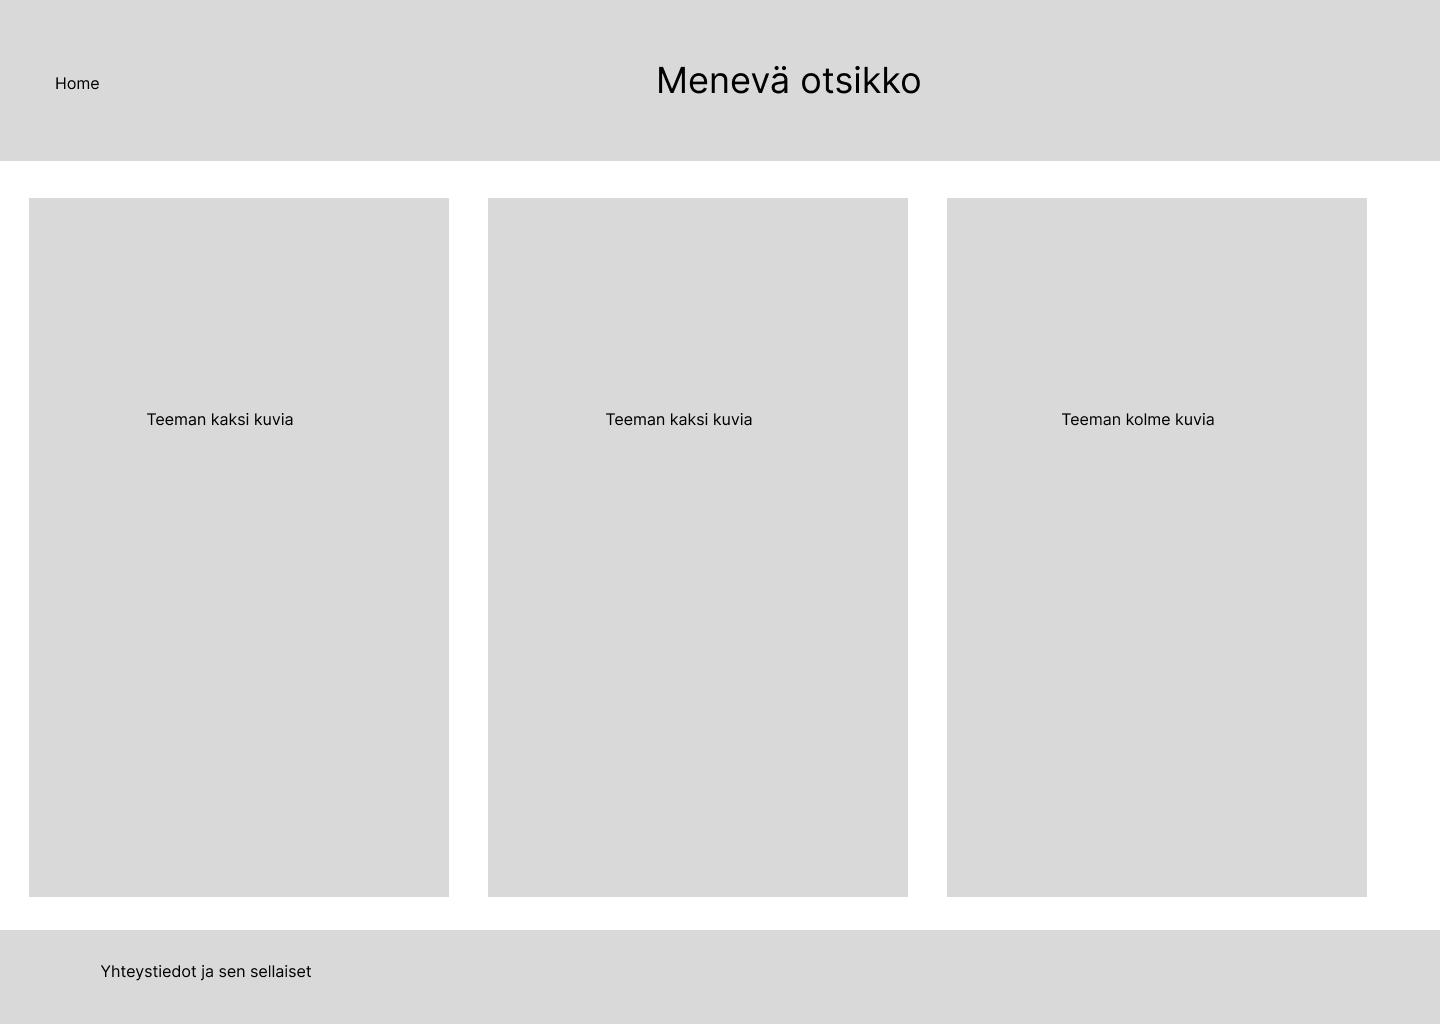 Home
Menevä otsikko
Teeman kaksi kuvia
Teeman kaksi kuvia
Teeman kolme kuvia
Yhteystiedot ja sen sellaiset